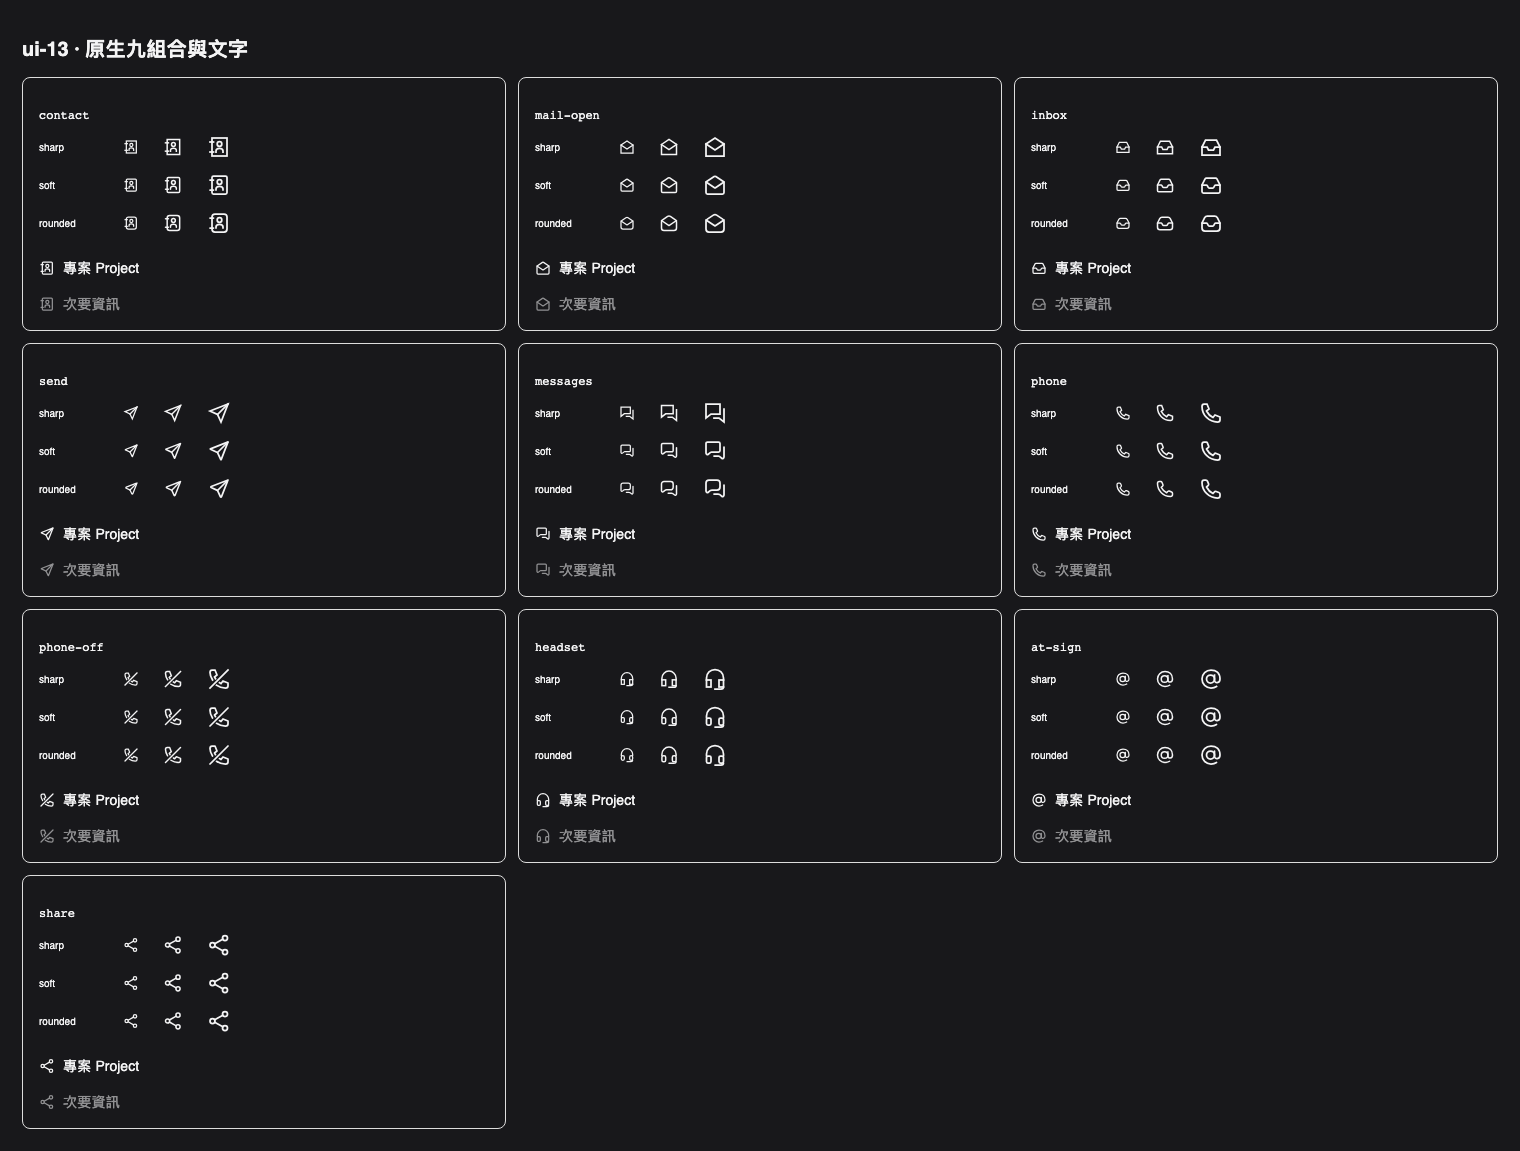 ui-13 · 原生九組合與文字
contact
sharp
soft
rounded
專案 Project
次要資訊
mail-open
sharp
soft
rounded
專案 Project
次要資訊
inbox
sharp
soft
rounded
專案 Project
次要資訊
send
sharp
soft
rounded
專案 Project
次要資訊
messages
sharp
soft
rounded
專案 Project
次要資訊
phone
sharp
soft
rounded
專案 Project
次要資訊
phone-off
sharp
soft
rounded
專案 Project
次要資訊
headset
sharp
soft
rounded
專案 Project
次要資訊
at-sign
sharp
soft
rounded
專案 Project
次要資訊
share
sharp
soft
rounded
專案 Project
次要資訊